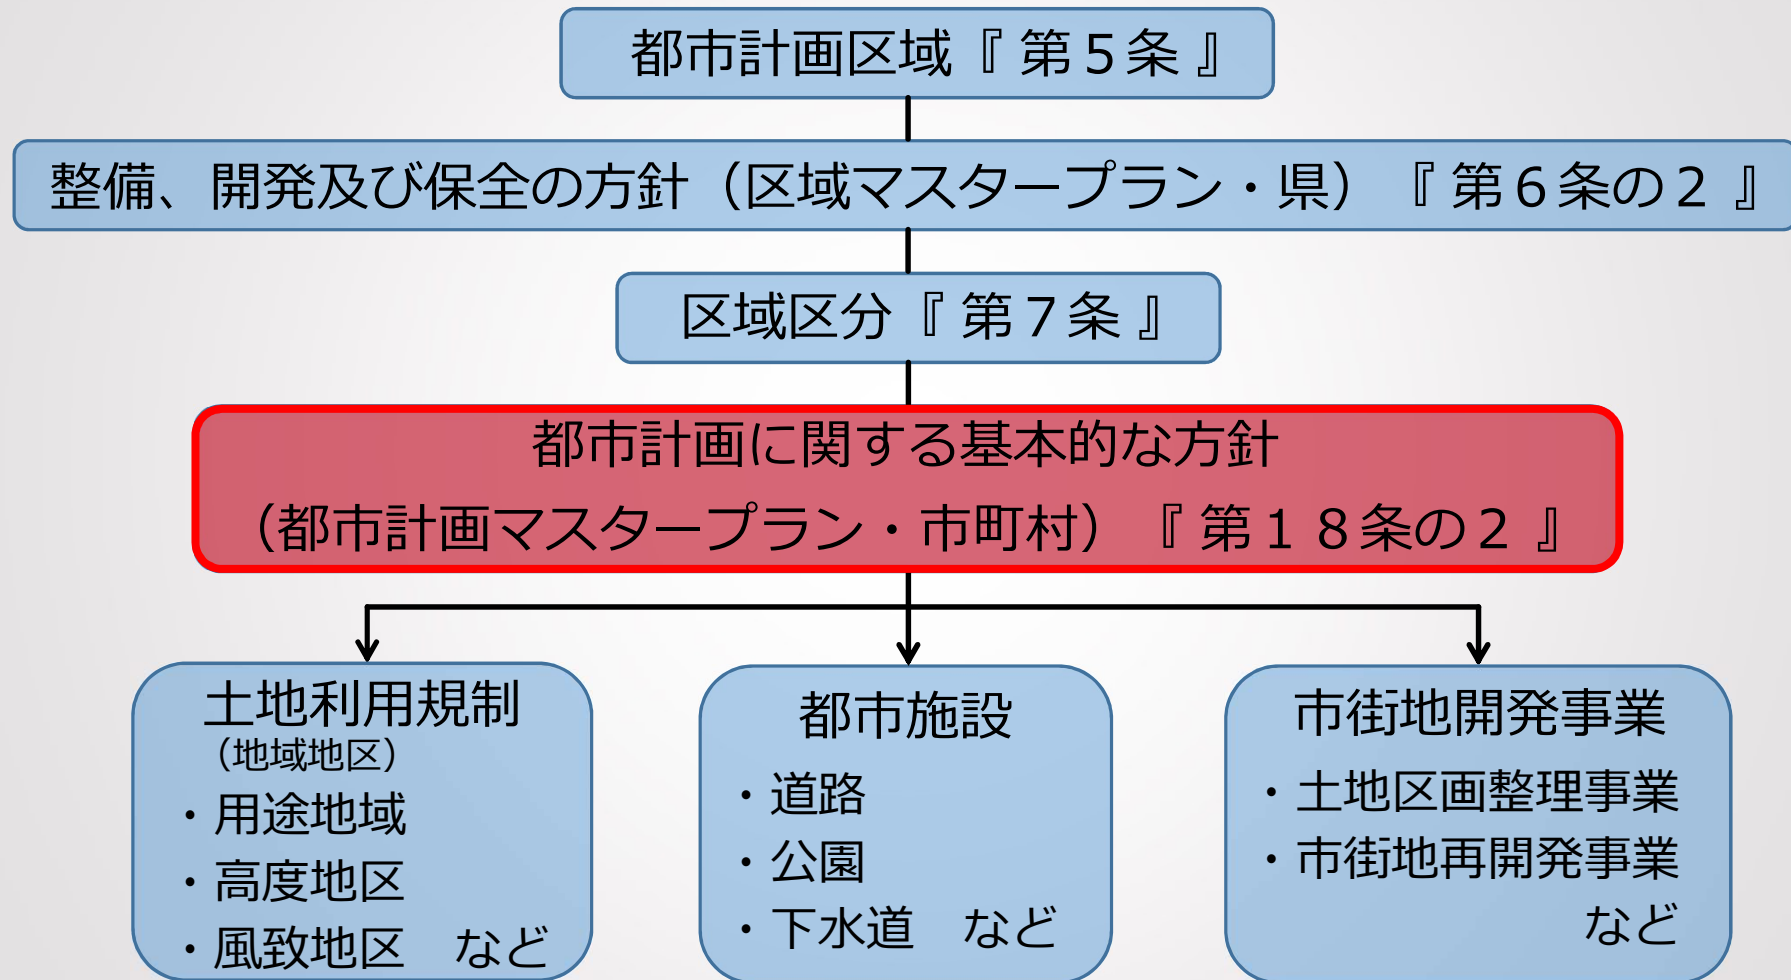 都市計画区域『 第５条 』
整備、開発及び保全の方針（区域マスタープラン・県）『 第６条の２ 』
区域区分『 第７条 』
都市計画に関する基本的な方針
（都市計画マスタープラン・市町村）『 第１８条の２ 』
土地利用規制
（地域地区）
・用途地域
・高度地区
・風致地区　など
都市施設
・道路
・公園
・下水道　など
市街地開発事業
・土地区画整理事業
・市街地再開発事業
など